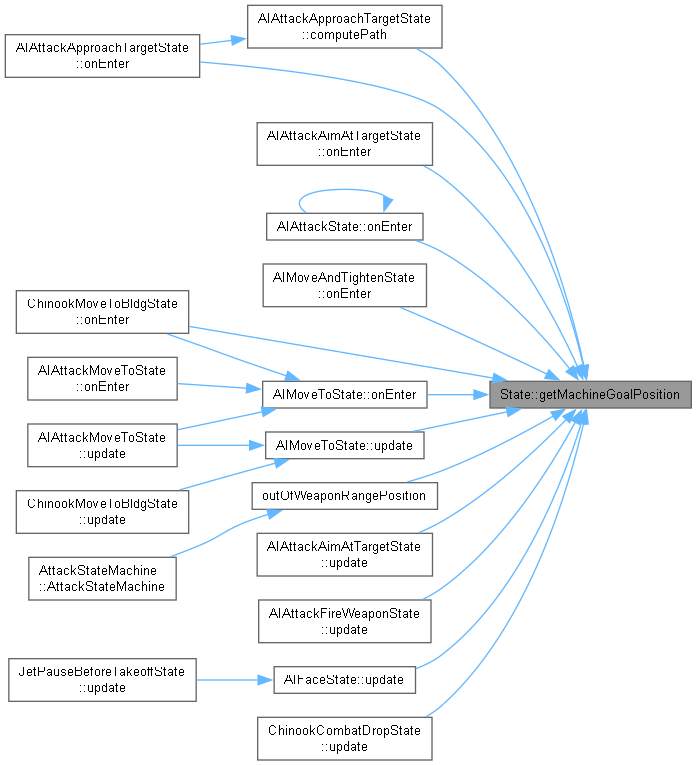 AIAttackApproachTargetState
::computePath
AIAttackApproachTargetState
::onEnter
AIAttackAimAtTargetState
::onEnter
AIAttackState::onEnter
AIMoveAndTightenState
::onEnter
ChinookMoveToBldgState
::onEnter
AIAttackMoveToState
::onEnter
AIMoveToState::onEnter
State::getMachineGoalPosition
AIAttackMoveToState
::update
AIMoveToState::update
ChinookMoveToBldgState
::update
outOfWeaponRangePosition
AIAttackAimAtTargetState
::update
AttackStateMachine
::AttackStateMachine
AIAttackFireWeaponState
::update
JetPauseBeforeTakeoffState
::update
AIFaceState::update
ChinookCombatDropState
::update